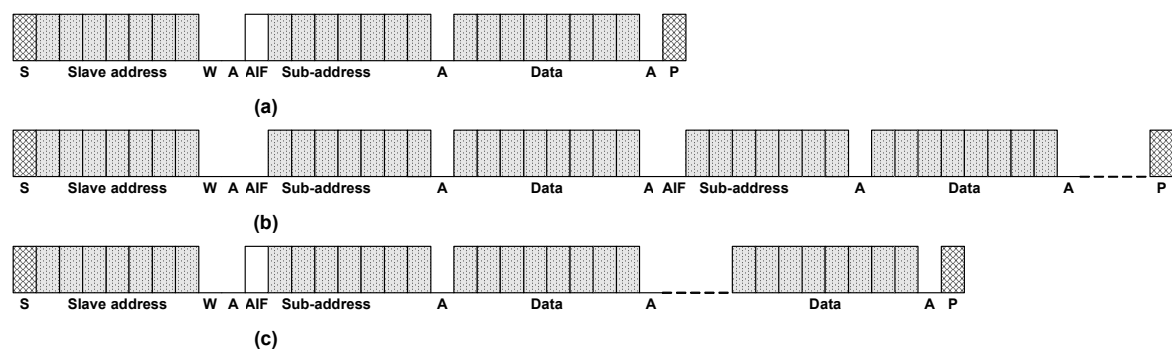 S Slave address W A AIF Sub-address A Data A P
(a)
S Slave address W A AIF Sub-address A Data A AIF Sub-address A Data A P
(b)
S Slave address W A AIF Sub-address A Data A Data A P
(c)